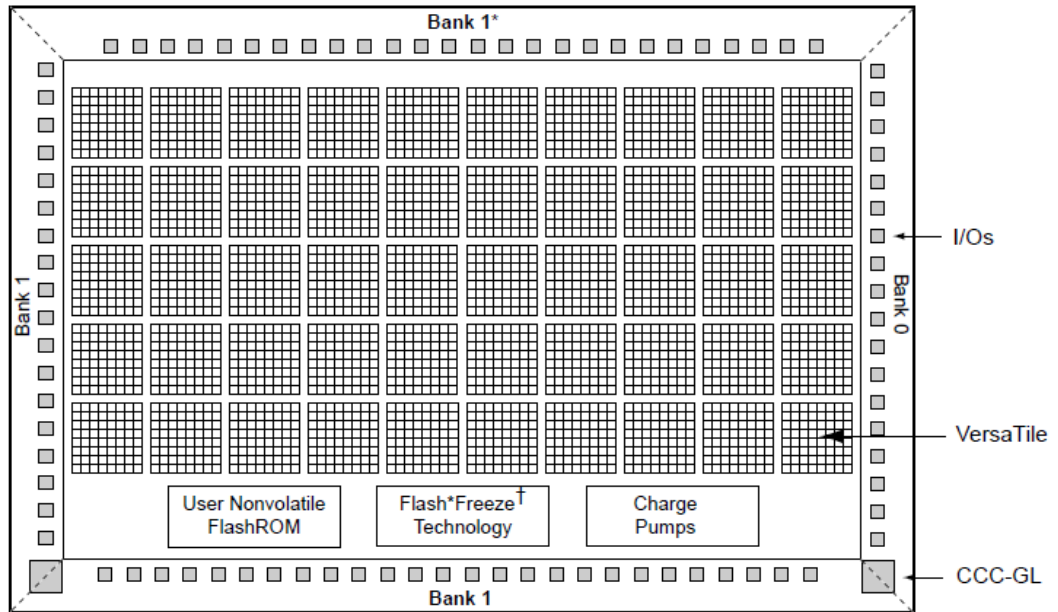 Bank 1*
I/Os
Bank 1
Bank 0
VersaTile
User Nonvolatile
FlashROM
Flash*Freeze†
Technology
Charge
Pumps
CCC-GL
Bank 1